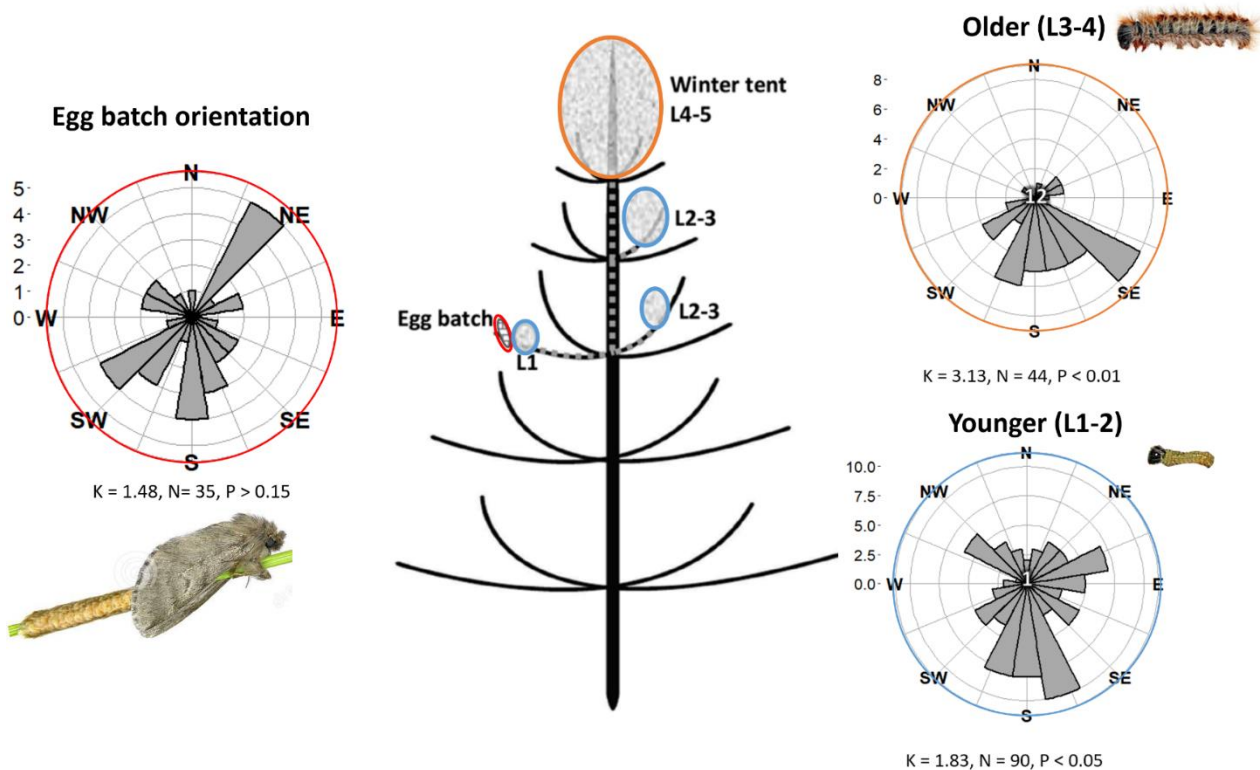 Egg batch orientation
N
NE
E
SE
S
SW
W
NW
5
4
3
2
1
0
K = 1.48, N= 35, P > 0.15
Winter tent
L4-5
L2-3
L2-3
Egg batch
L1
Older (L3-4)
N
NE
E
SE
S
SW
W
NW
8
6
4
2
0
12
K = 3.13, N = 44, P < 0.01
Younger (L1-2)
N
NE
E
SE
S
SW
W
NW
10.0
7.5
5.0
2.5
0.0
1
K = 1.83, N = 90, P < 0.05